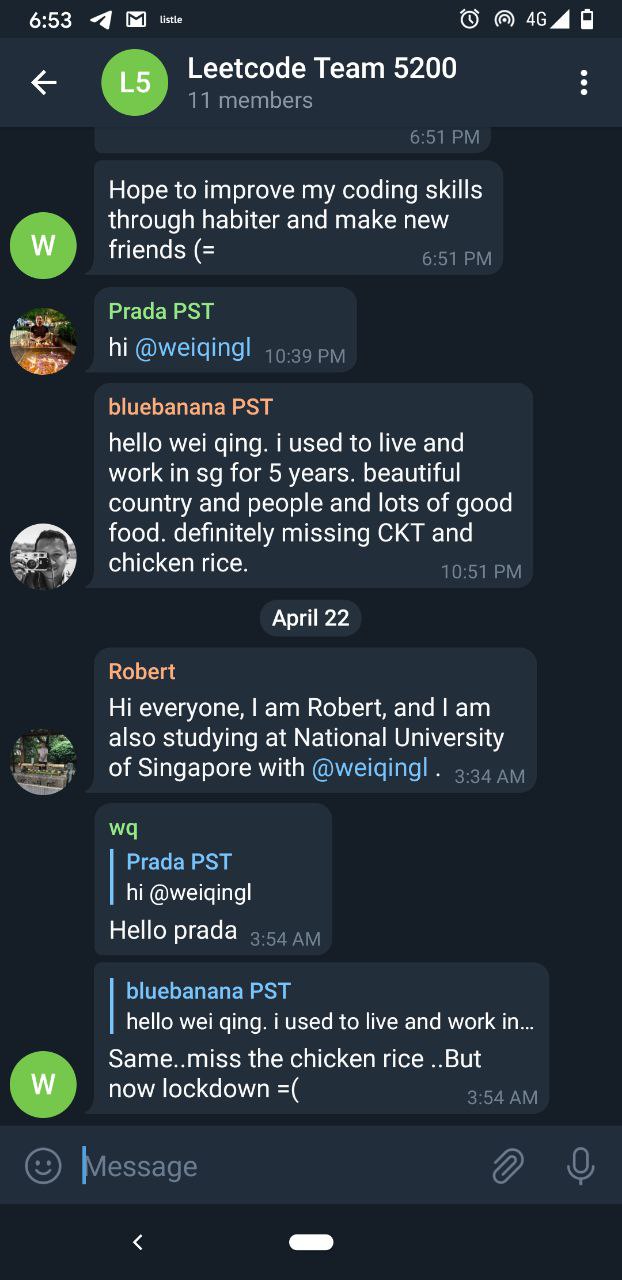 6:53 listle 4G
L5 Leetcode Team 5200
11 members
6:51 PM
Hope to improve my coding skills
through habiter and make new
friends (=
6:51 PM
W
Prada PST
hi @weiqingl 10:39 PM
bluebanana PST
hello wei qing. i used to live and
work in sg for 5 years. beautiful
country and people and lots of good
food. definitely missing CKT and
chicken rice.
10:51 PM
April 22
Robert
Hi everyone, I am Robert, and I am
also studying at National University
of Singapore with @weiqingl . 3:34 AM
wq
Prada PST
hi @weiqingl
Hello prada 3:54 AM
bluebanana PST
hello wei qing. i used to live and work in...
Same..miss the chicken rice ..But
now lockdown =(
3:54 AM
W
Message